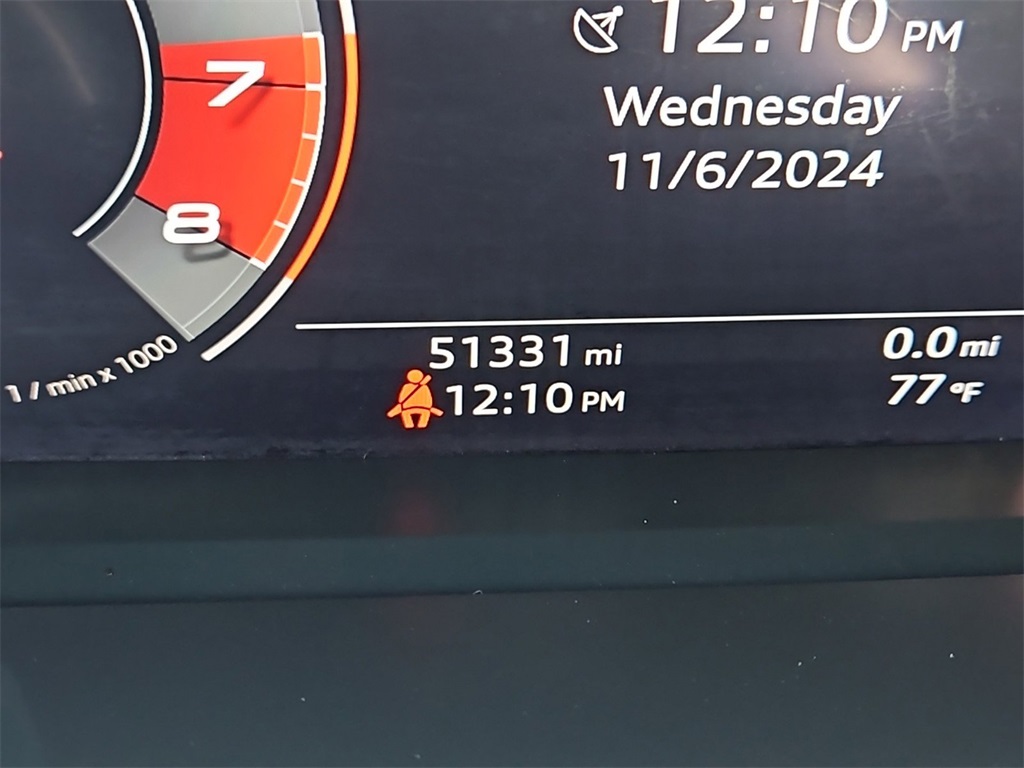 12:10 PM
Wednesday
11/6/2024
7
8
1 / min x 1000
51331 mi
12:10 PM
0.0 mi
77 °F